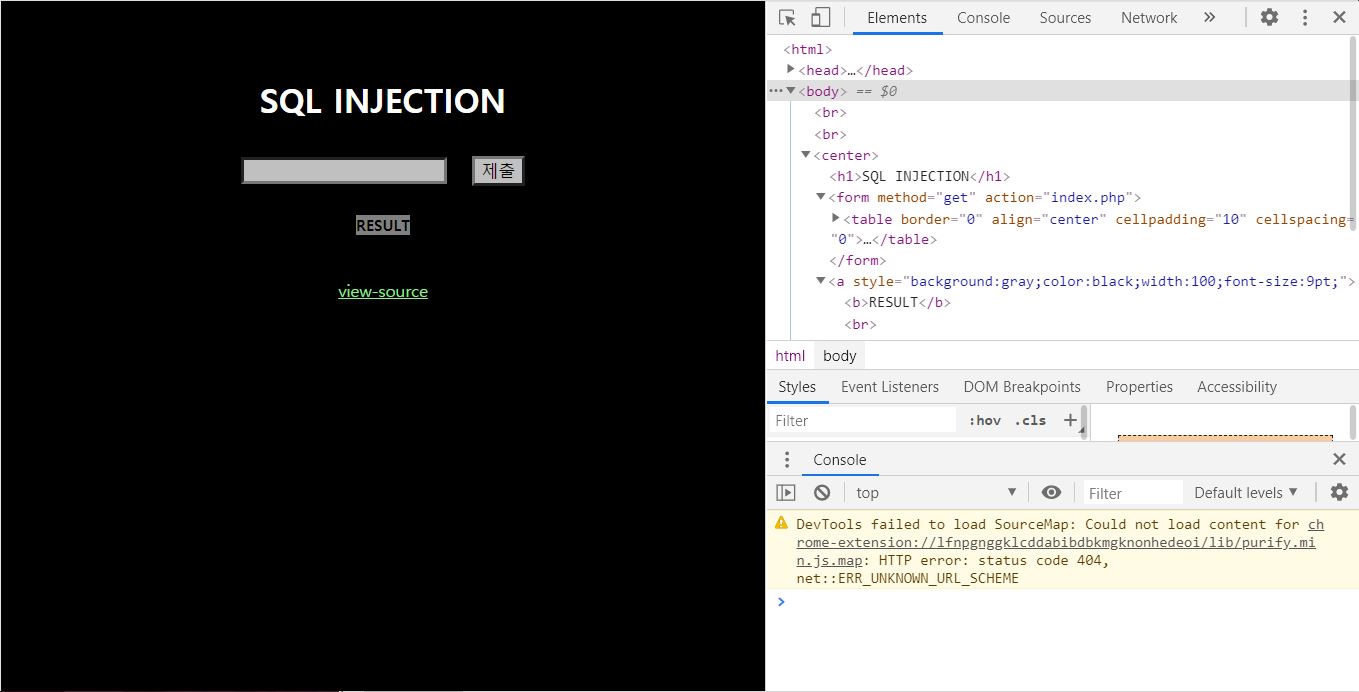 SQL INJECTION
제출
RESULT
view-source
Elements Console Sources Network »
<html>
<head>…</head>
<body> == $0
<br>
<br>
<center>
<h1>SQL INJECTION</h1>
<form method="get" action="index.php">
<table border="0" align="center" cellpadding="10" cellspacing=
"0">…</table>
</form>
<a style="background:gray;color:black;width:100;font-size:9pt;">
<b>RESULT</b>
<br>
html body
Styles Event Listeners DOM Breakpoints Properties Accessibility
Filter :hov .cls +
Console
top Filter Default levels
DevTools failed to load SourceMap: Could not load content for ch
rome-extension://lfnpgnggklcddabibdbkmgknonhedeoi/lib/purify.mi
n.js.map: HTTP error: status code 404,
net::ERR_UNKNOWN_URL_SCHEME